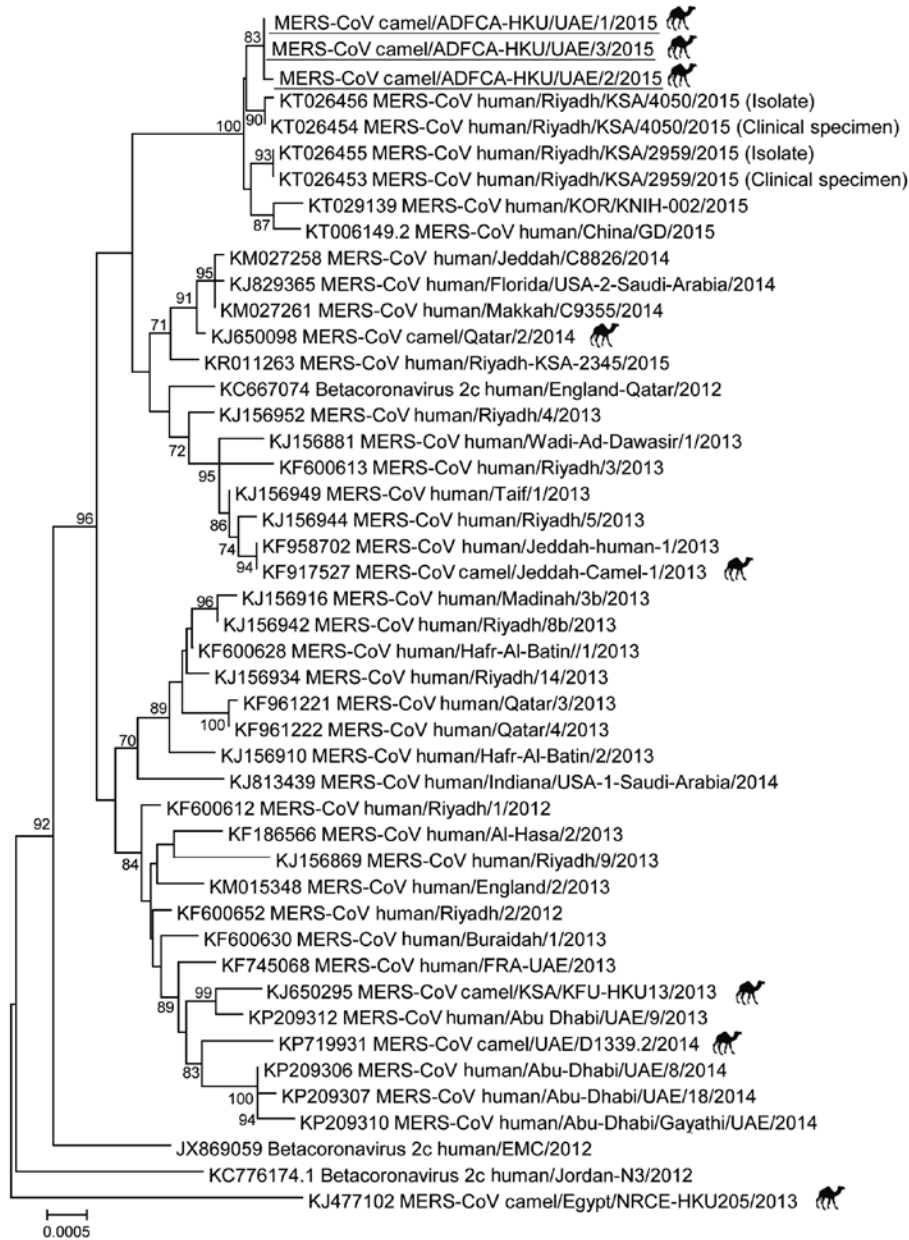 MERS-CoV camel/ADFCA-HKU/UAE/1/2015
83
MERS-CoV camel/ADFCA-HKU/UAE/3/2015
MERS-CoV camel/ADFCA-HKU/UAE/2/2015
KT026456 MERS-CoV human/Riyadh/KSA/4050/2015 (Isolate)
90
100
KT026454 MERS-CoV human/Riyadh/KSA/4050/2015 (Clinical specimen)
93
KT026455 MERS-CoV human/Riyadh/KSA/2959/2015 (Isolate)
KT026453 MERS-CoV human/Riyadh/KSA/2959/2015 (Clinical specimen)
KT029139 MERS-CoV human/KOR/KNIH-002/2015
87
KT006149.2 MERS-CoV human/China/GD/2015
KM027258 MERS-CoV human/Jeddah/C8826/2014
95
KJ829365 MERS-CoV human/Florida/USA-2-Saudi-Arabia/2014
91
KM027261 MERS-CoV human/Makkah/C9355/2014
71
KJ650098 MERS-CoV camel/Qatar/2/2014
KR011263 MERS-CoV human/Riyadh-KSA-2345/2015
KC667074 Betacoronavirus 2c human/England-Qatar/2012
KJ156952 MERS-CoV human/Riyadh/4/2013
72
KJ156881 MERS-CoV human/Wadi-Ad-Dawasir/1/2013
95
KF600613 MERS-CoV human/Riyadh/3/2013
KJ156949 MERS-CoV human/Taif/1/2013
86
KJ156944 MERS-CoV human/Riyadh/5/2013
96
74
KF958702 MERS-CoV human/Jeddah-human-1/2013
94
KF917527 MERS-CoV camel/Jeddah-Camel-1/2013
96
KJ156916 MERS-CoV human/Madinah/3b/2013
KJ156942 MERS-CoV human/Riyadh/8b/2013
KF600628 MERS-CoV human/Hafr-Al-Batin//1/2013
KJ156934 MERS-CoV human/Riyadh/14/2013
89
KF961221 MERS-CoV human/Qatar/3/2013
100
KF961222 MERS-CoV human/Qatar/4/2013
70
KJ156910 MERS-CoV human/Hafr-Al-Batin/2/2013
KJ813439 MERS-CoV human/Indiana/USA-1-Saudi-Arabia/2014
KF600612 MERS-CoV human/Riyadh/1/2012
92
KF186566 MERS-CoV human/Al-Hasa/2/2013
84
KJ156869 MERS-CoV human/Riyadh/9/2013
KM015348 MERS-CoV human/England/2/2013
KF600652 MERS-CoV human/Riyadh/2/2012
KF600630 MERS-CoV human/Buraidah/1/2013
KF745068 MERS-CoV human/FRA-UAE/2013
89
99
KJ650295 MERS-CoV camel/KSA/KFU-HKU13/2013
KP209312 MERS-CoV human/Abu Dhabi/UAE/9/2013
KP719931 MERS-CoV camel/UAE/D1339.2/2014
83
KP209306 MERS-CoV human/Abu-Dhabi/UAE/8/2014
100
KP209307 MERS-CoV human/Abu-Dhabi/UAE/18/2014
94
KP209310 MERS-CoV human/Abu-Dhabi/Gayathi/UAE/2014
JX869059 Betacoronavirus 2c human/EMC/2012
KC776174.1 Betacoronavirus 2c human/Jordan-N3/2012
KJ477102 MERS-CoV camel/Egypt/NRCE-HKU205/2013
0.0005